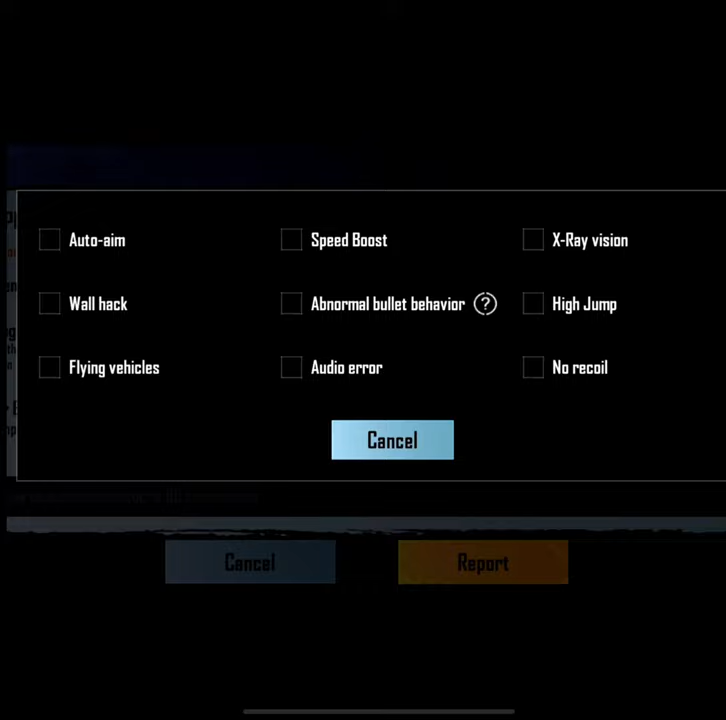 Auto-aim Speed Boost X-Ray vision
Wall hack Abnormal bullet behavior ? High Jump
Flying vehicles Audio error No recoil
Cancel
Cancel Report